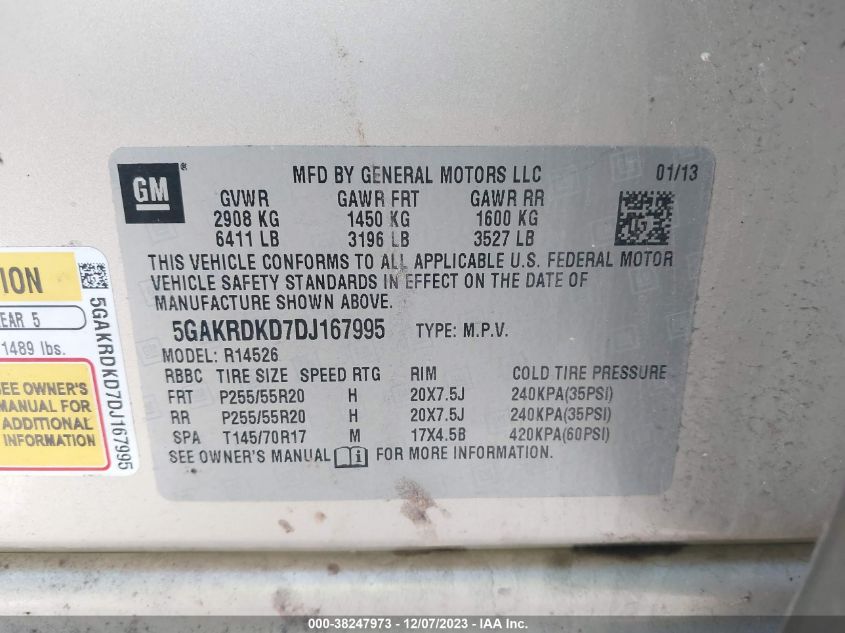 GM ®
MFD BY GENERAL MOTORS LLC 01/13
GVWR GAWR FRT GAWR RR
2908 KG 1450 KG 1600 KG
6411 LB 3196 LB 3527 LB
THIS VEHICLE CONFORMS TO ALL APPLICABLE U.S. FEDERAL MOTOR
VEHICLE SAFETY STANDARDS IN EFFECT ON THE DATE OF
MANUFACTURE SHOWN ABOVE.
5GAKRDKD7DJ167995 TYPE: M.P.V.
MODEL: R14526
RBBC TIRE SIZE SPEED RTG RIM COLD TIRE PRESSURE
FRT P255/55R20 H 20X7.5J 240KPA(35PSI)
RR P255/55R20 H 20X7.5J 240KPA(35PSI)
SPA T145/70R17 M 17X4.5B 420KPA(60PSI)
SEE OWNER'S MANUAL i FOR MORE INFORMATION.
5
1489 lbs.
SEE OWNER'S
MANUAL FOR
ADDITIONAL
INFORMATION
5GAKRDKD7DJ167995
000-38247973 - 12/07/2023 - IAA Inc.